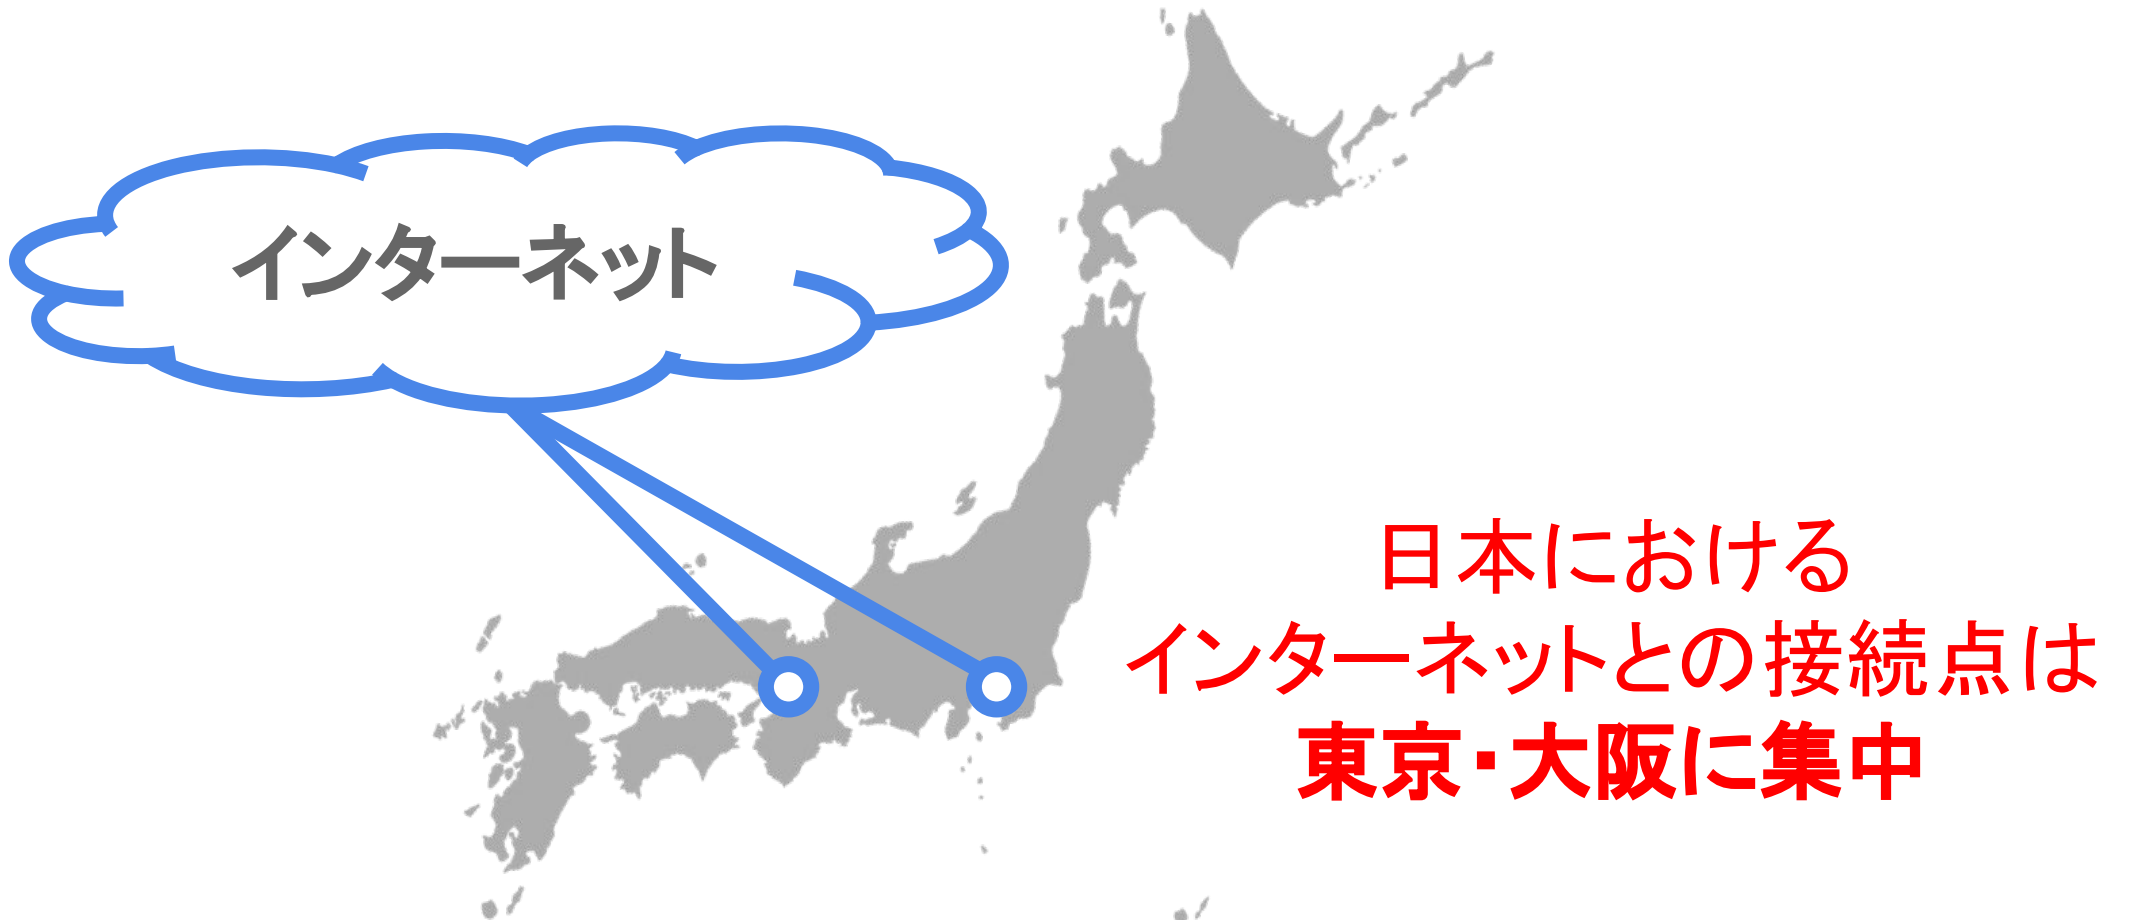 インターネット
日本における
インターネットとの接続点は
東京・大阪に集中